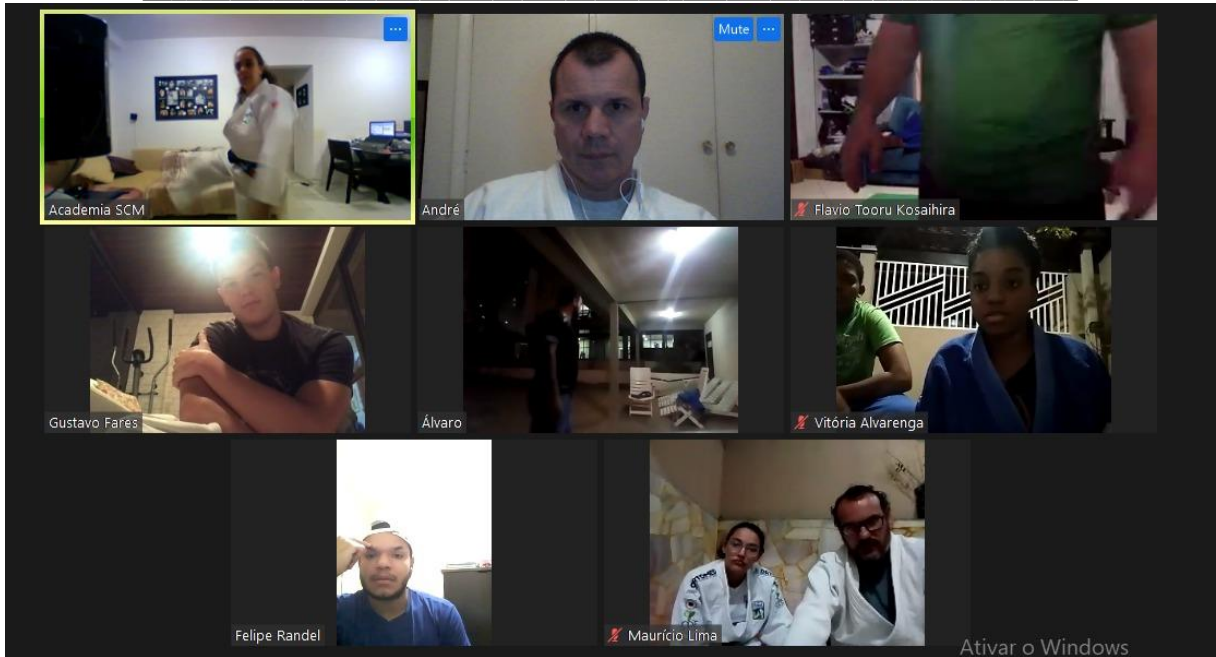 Mute
Academia SCM
André
Flavio Tooru Kosaihira
Gustavo Fares
Álvaro
Vitória Alvarenga
Felipe Randel
Maurício Lima
Ativar o Windows